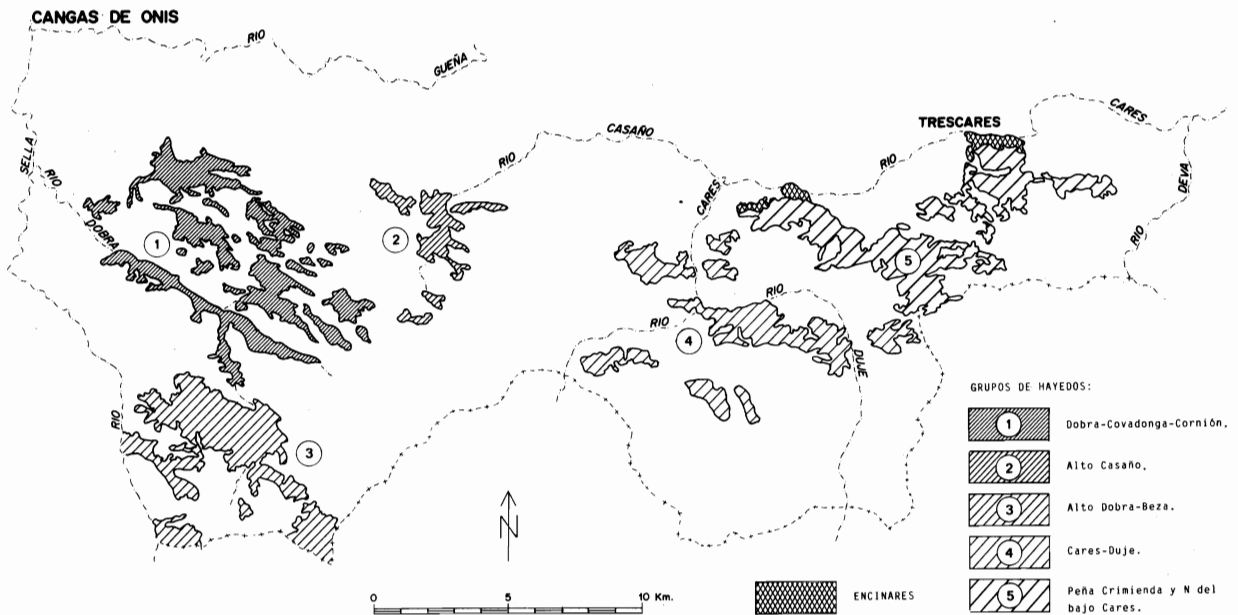 CANGAS DE ONIS
RIO
GUEÑA
SELLA
RIO
DOBRA
RIO
CASAÑO
RIO
TRESCARES
CARES
RIO
DEVA
CARES
RIO
RIO
DUJE
RIO
1
2
3
4
5
N
0 5 10 Km.
ENCINARES
GRUPOS DE HAYEDOS:
1 Dobra-Covadonga-Cornión.
2 Alto Casaño.
3 Alto Dobra-Beza.
4 Cares-Duje.
5 Peña Crimienda y N del
bajo Cares.